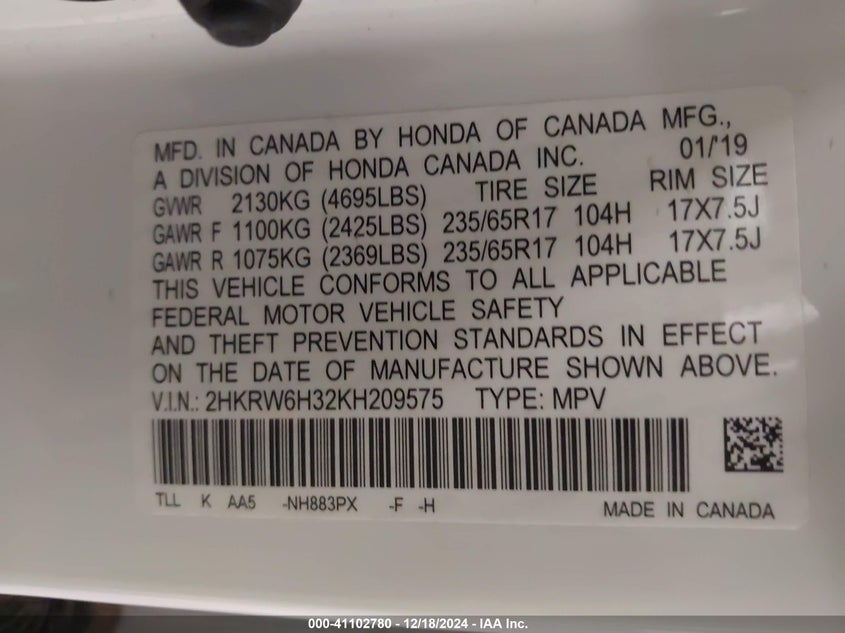 MFD. IN CANADA BY HONDA OF CANADA MFG.,
A DIVISION OF HONDA CANADA INC. 01/'19
GVWR 2130KG (4695LBS) TIRE SIZE RIM SIZE
GAWR F 1100KG (2425LBS) 235/65R17 104H 17X7.5J
GAWR R 1075KG (2369LBS) 235/65R17 104H 17X7.5J
THIS VEHICLE CONFORMS TO ALL APPLICABLE
FEDERAL MOTOR VEHICLE SAFETY
AND THEFT PREVENTION STANDARDS IN EFFECT
ON THE DATE OF MANUFACTURE SHOWN ABOVE.
V.I.N.: 2HKRW6H32KH209575 TYPE: MPV
TLL K AA5 -NH883PX -F -H MADE IN CANADA
000-41102780 - 12/18/2024 - IAA Inc.